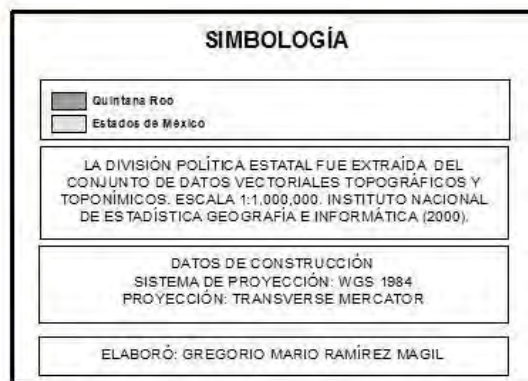 SIMBOLOGÍA
Quintana Roo
Estados de México
LA DIVISIÓN POLÍTICA ESTATAL FUE EXTRAÍDA DEL
CONJUNTO DE DATOS VECTORIALES TOPOGRÁFICOS Y
TOPONÍMICOS. ESCALA 1:1,000,000. INSTITUTO NACIONAL
DE ESTADÍSTICA GEOGRAFÍA E INFORMÁTICA (2000).
DATOS DE CONSTRUCCIÓN
SISTEMA DE PROYECCIÓN: WGS 1984
PROYECCIÓN: TRANSVERSE MERCATOR
ELABORÓ: GREGORIO MARIO RAMÍREZ MAGIL